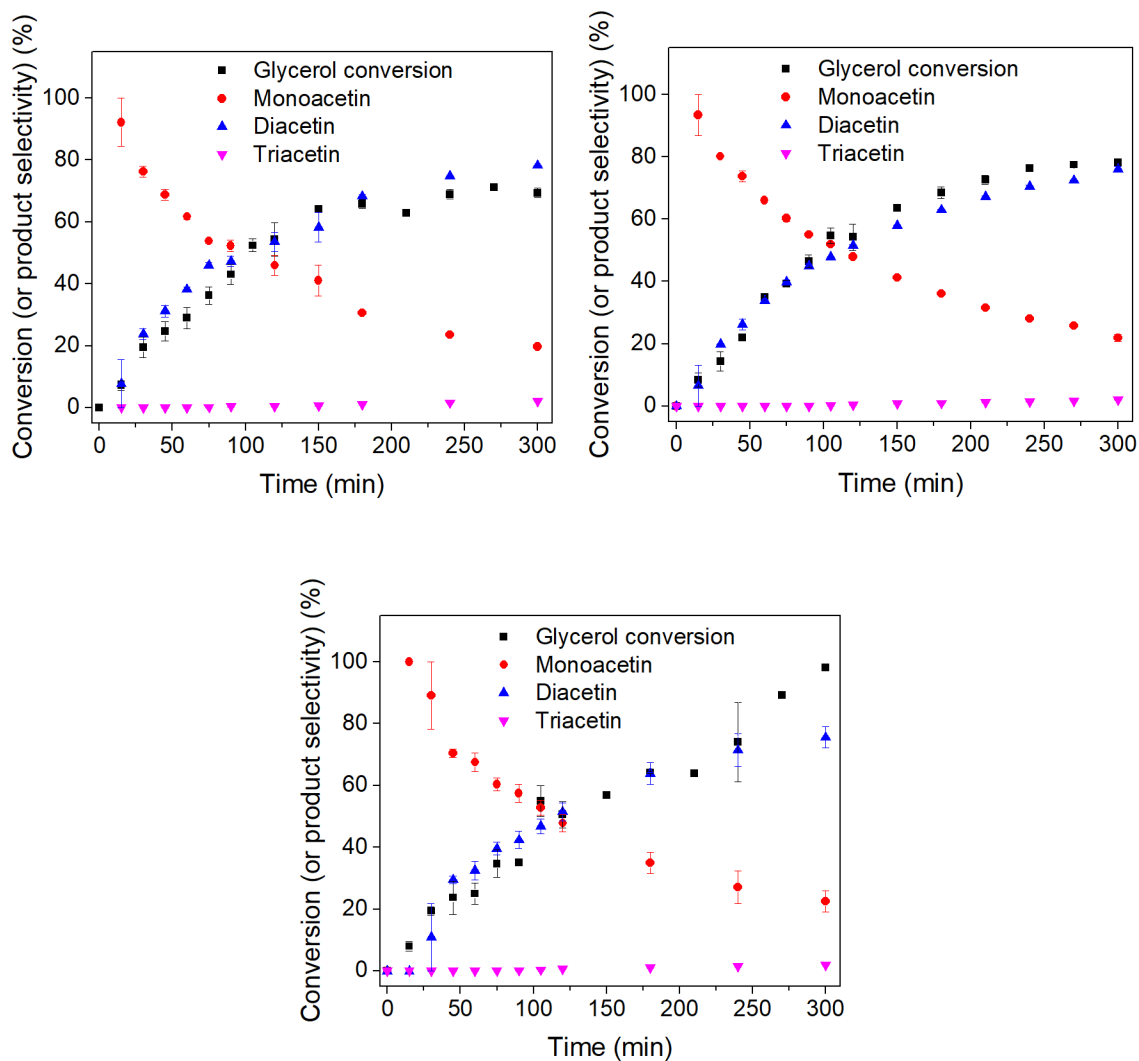 Conversion (or product selectivity) (%)
Glycerol conversion
Monoacetin
Diacetin
Triacetin
100
80
60
40
20
0
0 50 100 150 200 250 300
Time (min)
Conversion (or product selectivity) (%)
Glycerol conversion
Monoacetin
Diacetin
Triacetin
100
80
60
40
20
0
0 50 100 150 200 250 300
Time (min)
Conversion (or product selectivity) (%)
Glycerol conversion
Monoacetin
Diacetin
Triacetin
100
80
60
40
20
0
0 50 100 150 200 250 300
Time (min)